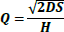 Q = √(2DS) / H